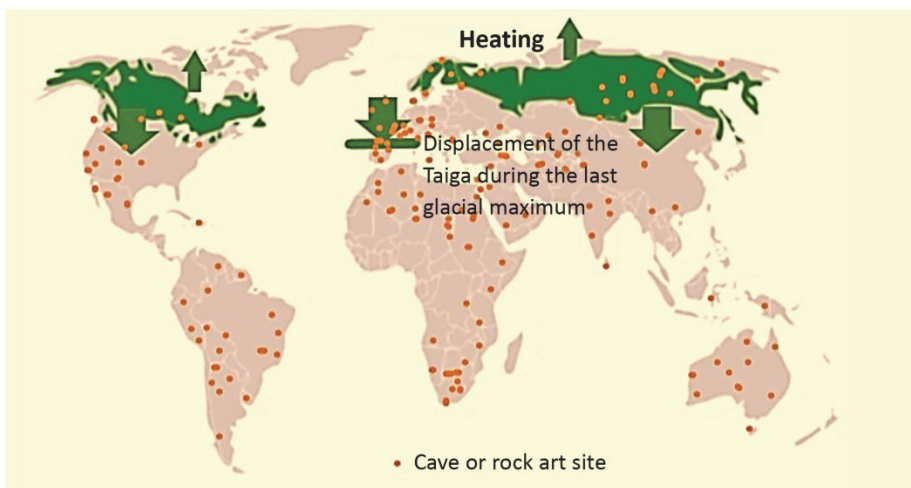 Heating
Displacement of the
Taiga during the last
glacial maximum
Cave or rock art site